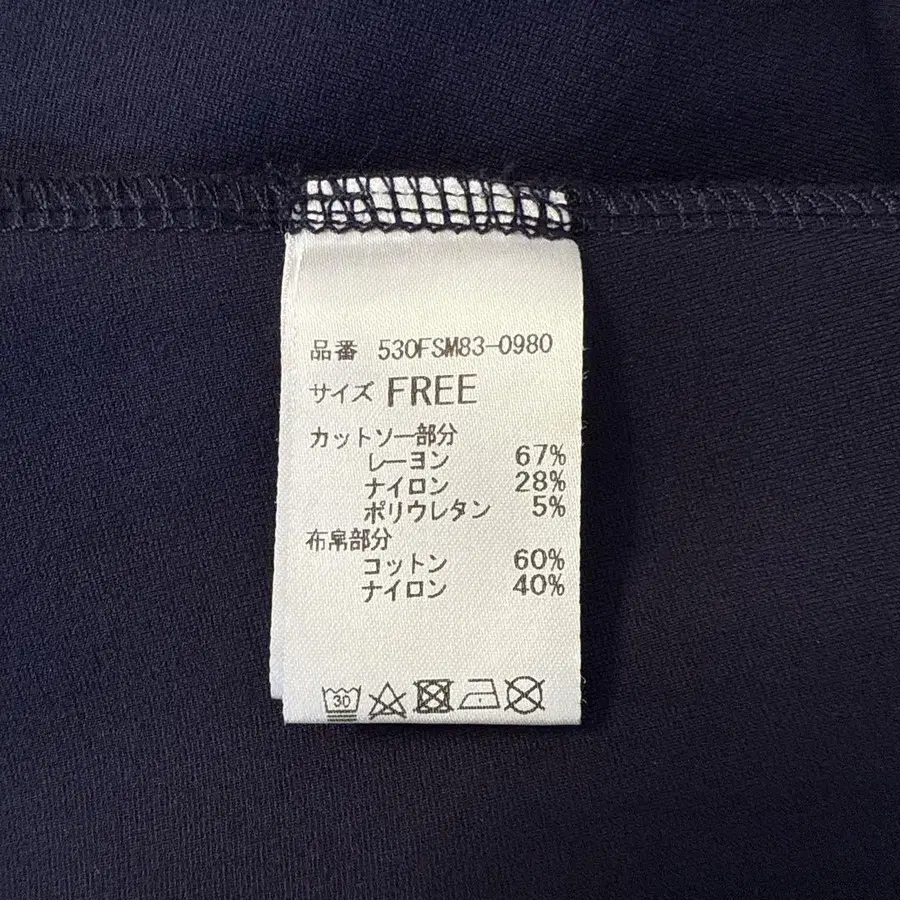 品番 530FSM83-0980
サイズ FREE
カットソー部分
レーヨン 67%
ナイロン 28%
ポリウレタン 5%
布帛部分
コットン 60%
ナイロン 40%
30